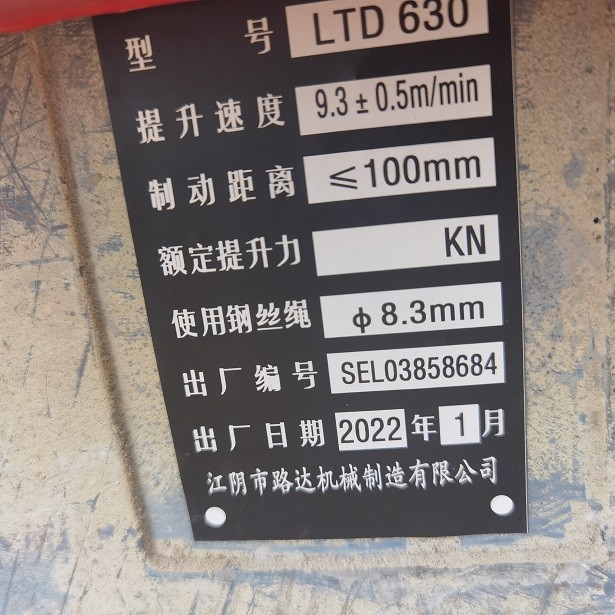 型号 LTD 630
提升速度 9.3±0.5m/min
制动距离 ≤100mm
额定提升力 KN
使用钢丝绳 ф8.3mm
出厂编号 SEL03858684
出厂日期 2022年1月
江阴市路达机械制造有限公司